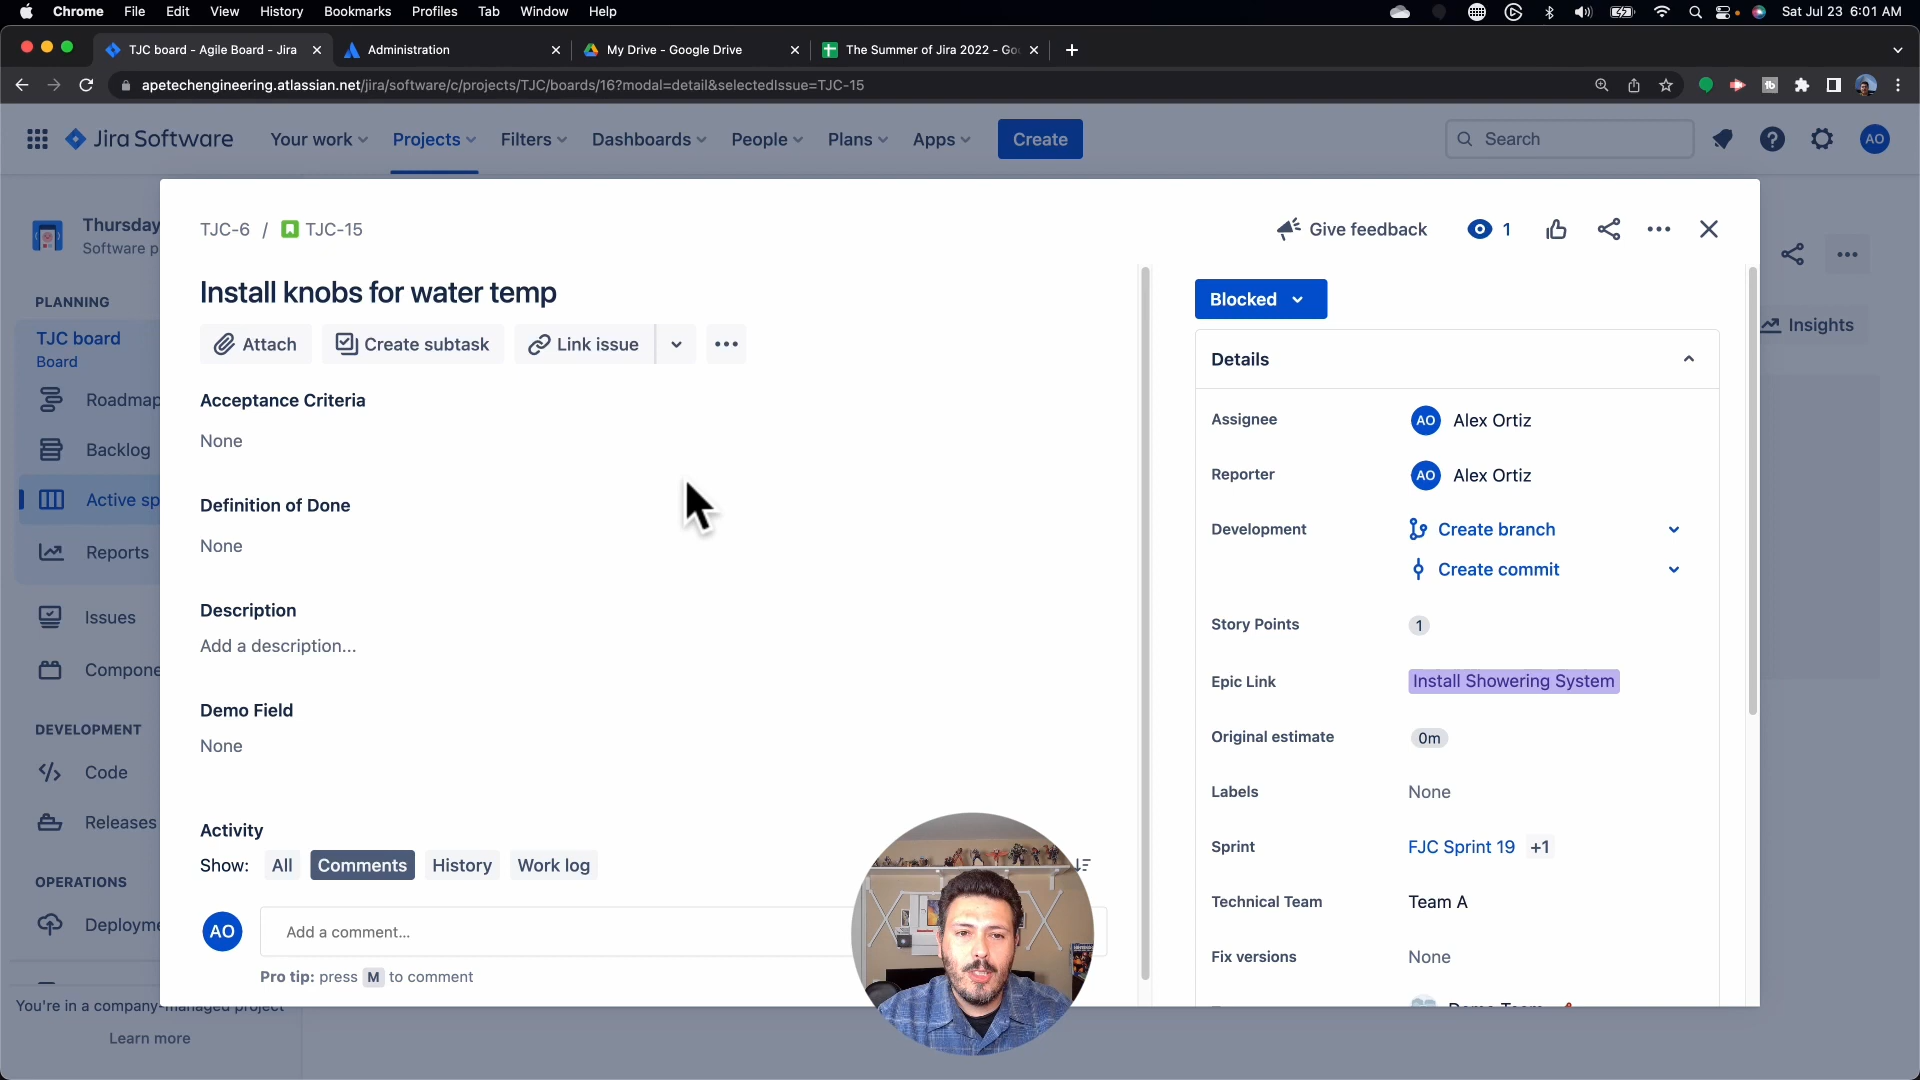 Chrome File Edit View History Bookmarks Profiles Tab Window Help
Sat Jul 23 6:01 AM
TJC board - Agile Board - Jira
Administration
My Drive - Google Drive
The Summer of Jira 2022 - Go
apetechengineering.atlassian.net/jira/software/c/projects/TJC/boards/16?modal=detail&selectedIssue=TJC-15
Jira Software Your work Projects Filters Dashboards People Plans Apps Create
Search
AO
Thursday
Software p
PLANNING
TJC board
Board
Roadmap
Backlog
Active sp
Reports
Issues
Compone
DEVELOPMENT
Code
Releases
OPERATIONS
Deployme
You're in a company-managed project
Learn more
Insights
TJC-6 / TJC-15
Give feedback
1
Install knobs for water temp
Attach
Create subtask
Link issue
Acceptance Criteria
None
Definition of Done
None
Description
Add a description...
Demo Field
None
Activity
Show: All Comments History Work log
AO
Add a comment...
Pro tip: press M to comment
Blocked
Details
Assignee
AO Alex Ortiz
Reporter
AO Alex Ortiz
Development
Create branch
Create commit
Story Points
1
Epic Link
Install Showering System
Original estimate
0m
Labels
None
Sprint
FJC Sprint 19 +1
Technical Team
Team A
Fix versions
None